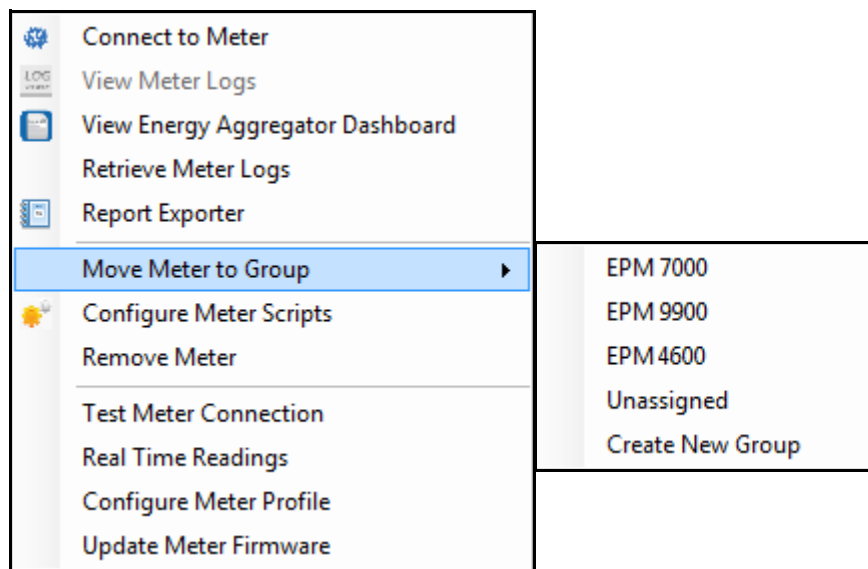 Connect to Meter
LOG
View Meter Logs
View Energy Aggregator Dashboard
Retrieve Meter Logs
Report Exporter
Move Meter to Group
Configure Meter Scripts
Remove Meter
Test Meter Connection
Real Time Readings
Configure Meter Profile
Update Meter Firmware
EPM 7000
EPM 9900
EPM 4600
Unassigned
Create New Group